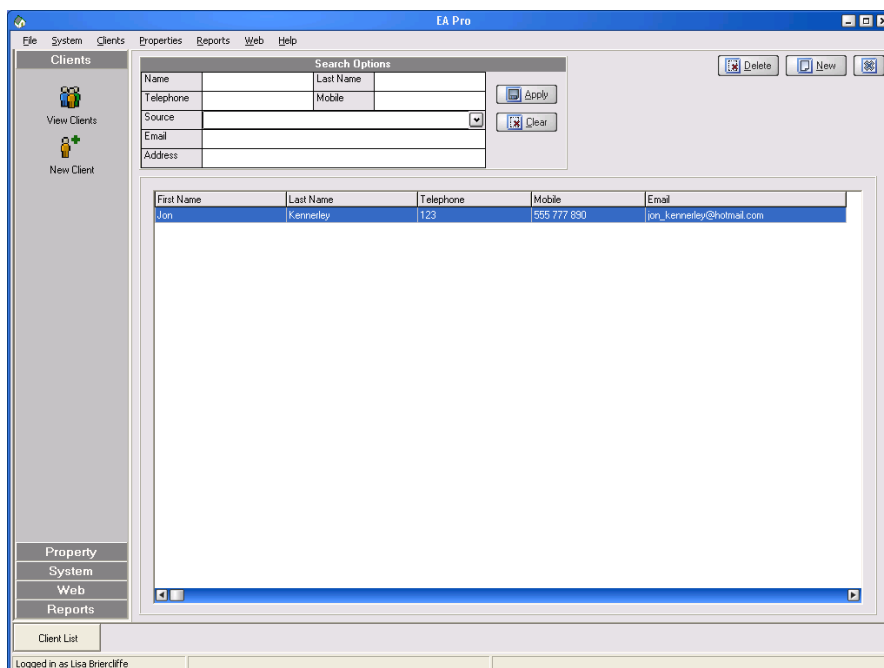 EA Pro
File System Clients Properties Reports Web Help
Clients
View Clients
New Client
Search Options
Name Last Name
Telephone Mobile
Source
Email
Address
Apply
Clear
Delete New
First Name Last Name Telephone Mobile Email
Jon Kennerley 123 555 777 890 jon_kennerley@hotmail.com
Property
System
Web
Reports
Client List
Logged in as Lisa Briercliffe